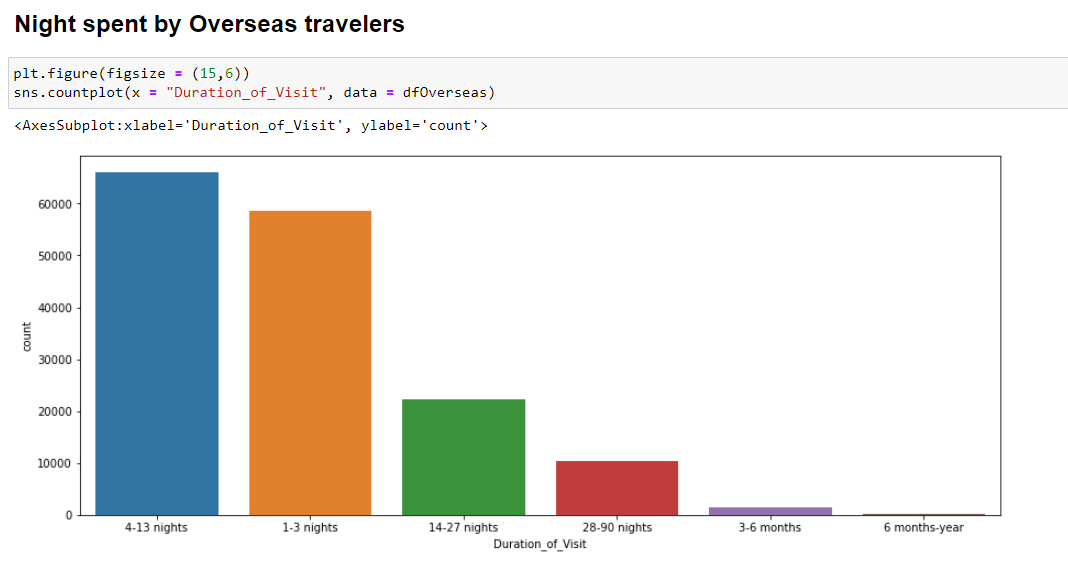 Night spent by Overseas travelers
plt.figure(figsize = (15,6))
sns.countplot(x = "Duration_of_Visit", data = dfOverseas)
<AxesSubplot:xlabel='Duration_of_Visit', ylabel='count'>
60000
50000
40000
30000
20000
10000
0
count
4-13 nights
1-3 nights
14-27 nights
28-90 nights
3-6 months
6 months-year
Duration_of_Visit